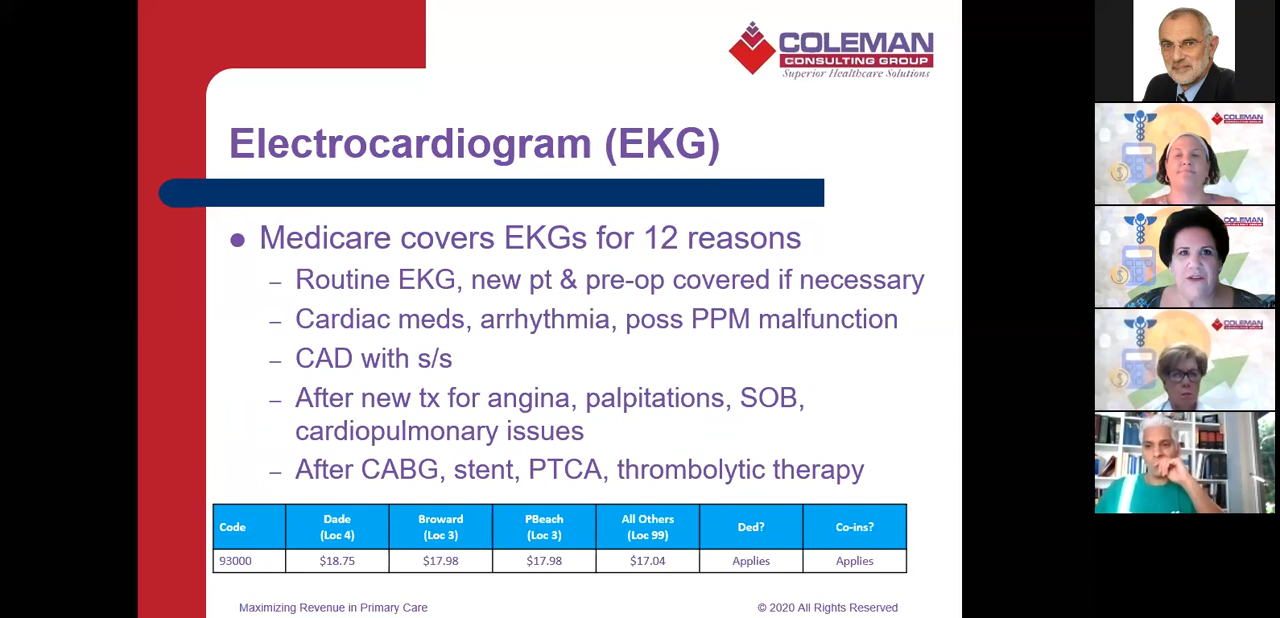 COLEMAN
CONSULTING GROUP
Superior Healthcare Solutions
Electrocardiogram (EKG)
● Medicare covers EKGs for 12 reasons
– Routine EKG, new pt & pre-op covered if necessary
– Cardiac meds, arrhythmia, poss PPM malfunction
– CAD with s/s
– After new tx for angina, palpitations, SOB,
cardiopulmonary issues
– After CABG, stent, PTCA, thrombolytic therapy
Code Dade (Loc 4) Broward (Loc 3) PBeach (Loc 3) All Others (Loc 99) Ded? Co-ins?
93000 $18.75 $17.98 $17.98 $17.04 Applies Applies
Maximizing Revenue in Primary Care © 2020 All Rights Reserved
COLEMAN
COLEMAN
COLEMAN